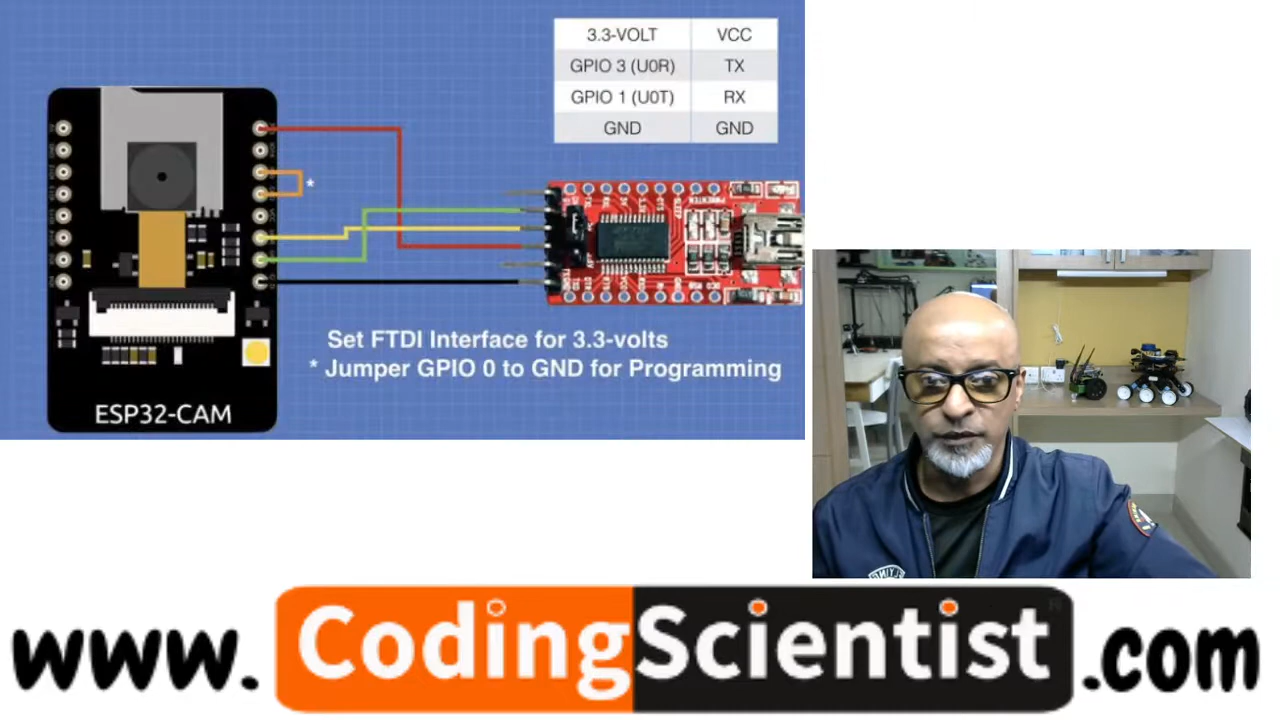 3.3-VOLT VCC
GPIO 3 (U0R) TX
GPIO 1 (U0T) RX
GND GND
Set FTDI Interface for 3.3-volts
* Jumper GPIO 0 to GND for Programming
ESP32-CAM
www.CodingScientist.com